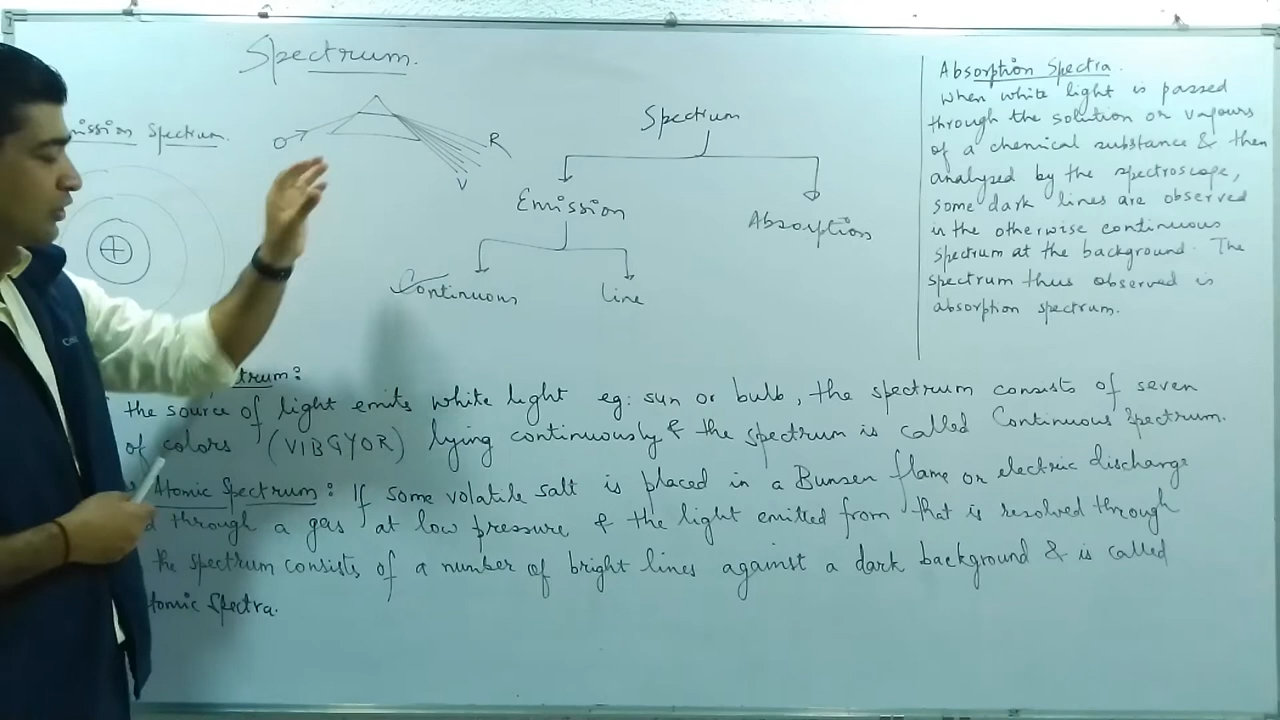 Spectrum.
ission Spectrum.
R
V
Spectrum
Emission
Absorption
Continuous
line
Absorption Spectra.
When white light is passed
through the solution or vapours
of a chemical substance & then
analyzed by the spectroscope,
some dark lines are observed
in the otherwise continuous
spectrum at the background. The
spectrum thus observed is
absorption spectrum.
trum:
the source of light emits white light eg: sun or bulb, the spectrum consists of seven
of colors (VIBGYOR) lying continuously & the spectrum is called Continuous Spectrum.
Atomic Spectrum: If some volatile salt is placed in a Bunsen flame or electric discharge
d through a gas at low pressure & the light emitted from that is resolved through
the spectrum consists of a number of bright lines against a dark background & is called
tomic Spectra.